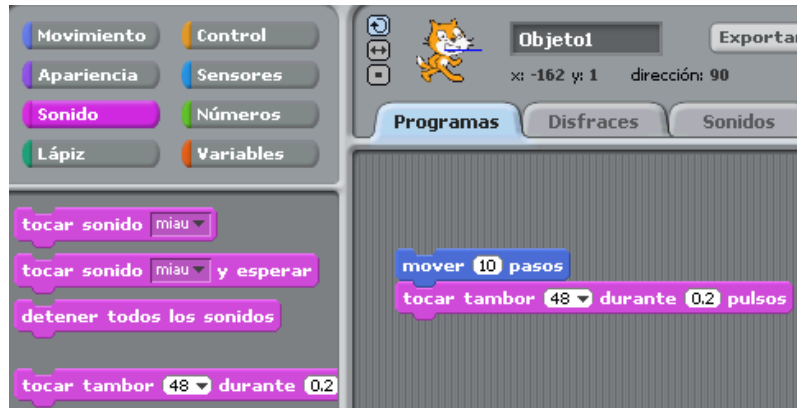 Movimiento Control
Apariencia Sensores
Sonido Números
Lápiz Variables
tocar sonido miau
tocar sonido miau y esperar
detener todos los sonidos
tocar tambor 48 durante 0.2
Objeto1 Exportar
x: -162 y: 1 dirección: 90
Programas Disfraces Sonidos
mover 10 pasos
tocar tambor 48 durante 0.2 pulsos